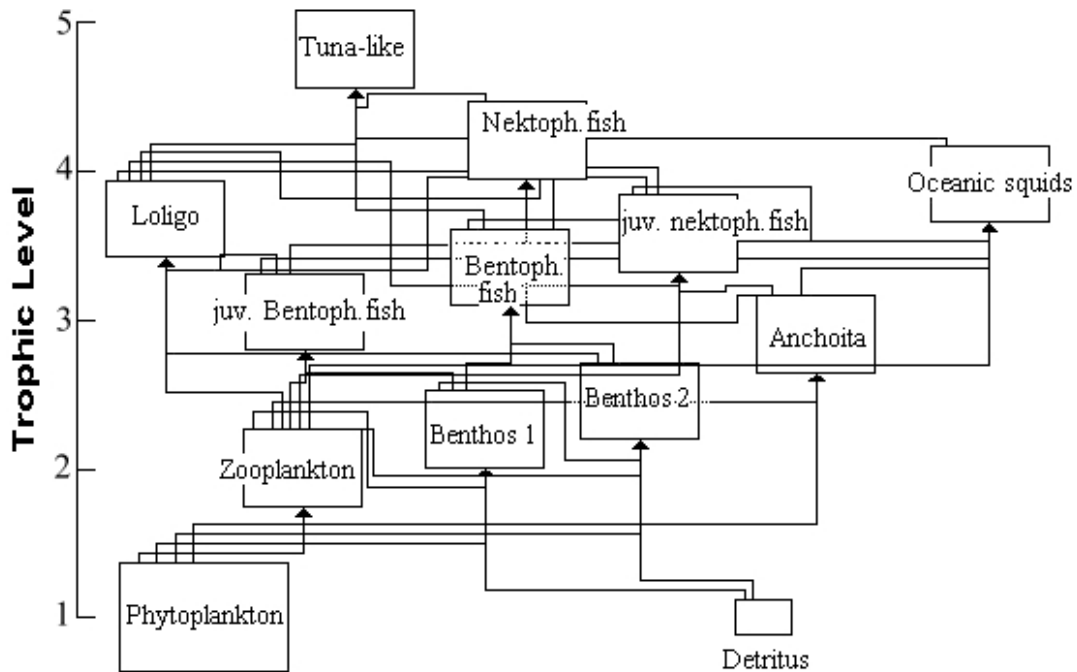 5
Tuna-like
Nektoph. fish
4
Oceanic squids
Loligo
juv. nektoph. fish
Bentoph.
fish
juv. Bentoph. fish
3
Anchoita
Benthos 2
Benthos 1
Zooplankton
2
Phytoplankton
1
Detritus
Trophic Level